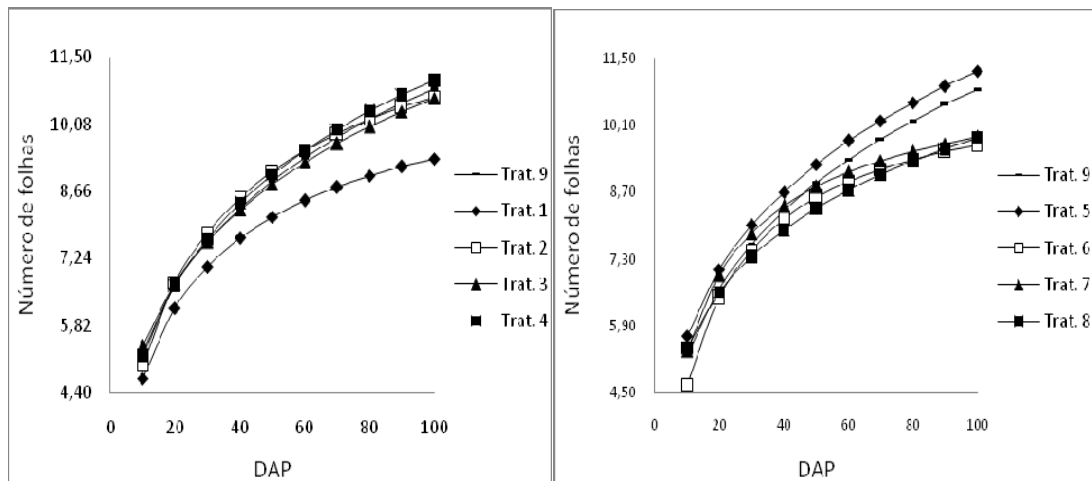 Número de folhas
11,50
10,08
8,66
7,24
5,82
4,40
0
20
40
60
80
100
DAP
Trat. 9
Trat. 1
Trat. 2
Trat. 3
Trat. 4
Número de folhas
11,50
10,10
8,70
7,30
5,90
4,50
0
20
40
60
80
100
DAP
Trat. 9
Trat. 5
Trat. 6
Trat. 7
Trat. 8